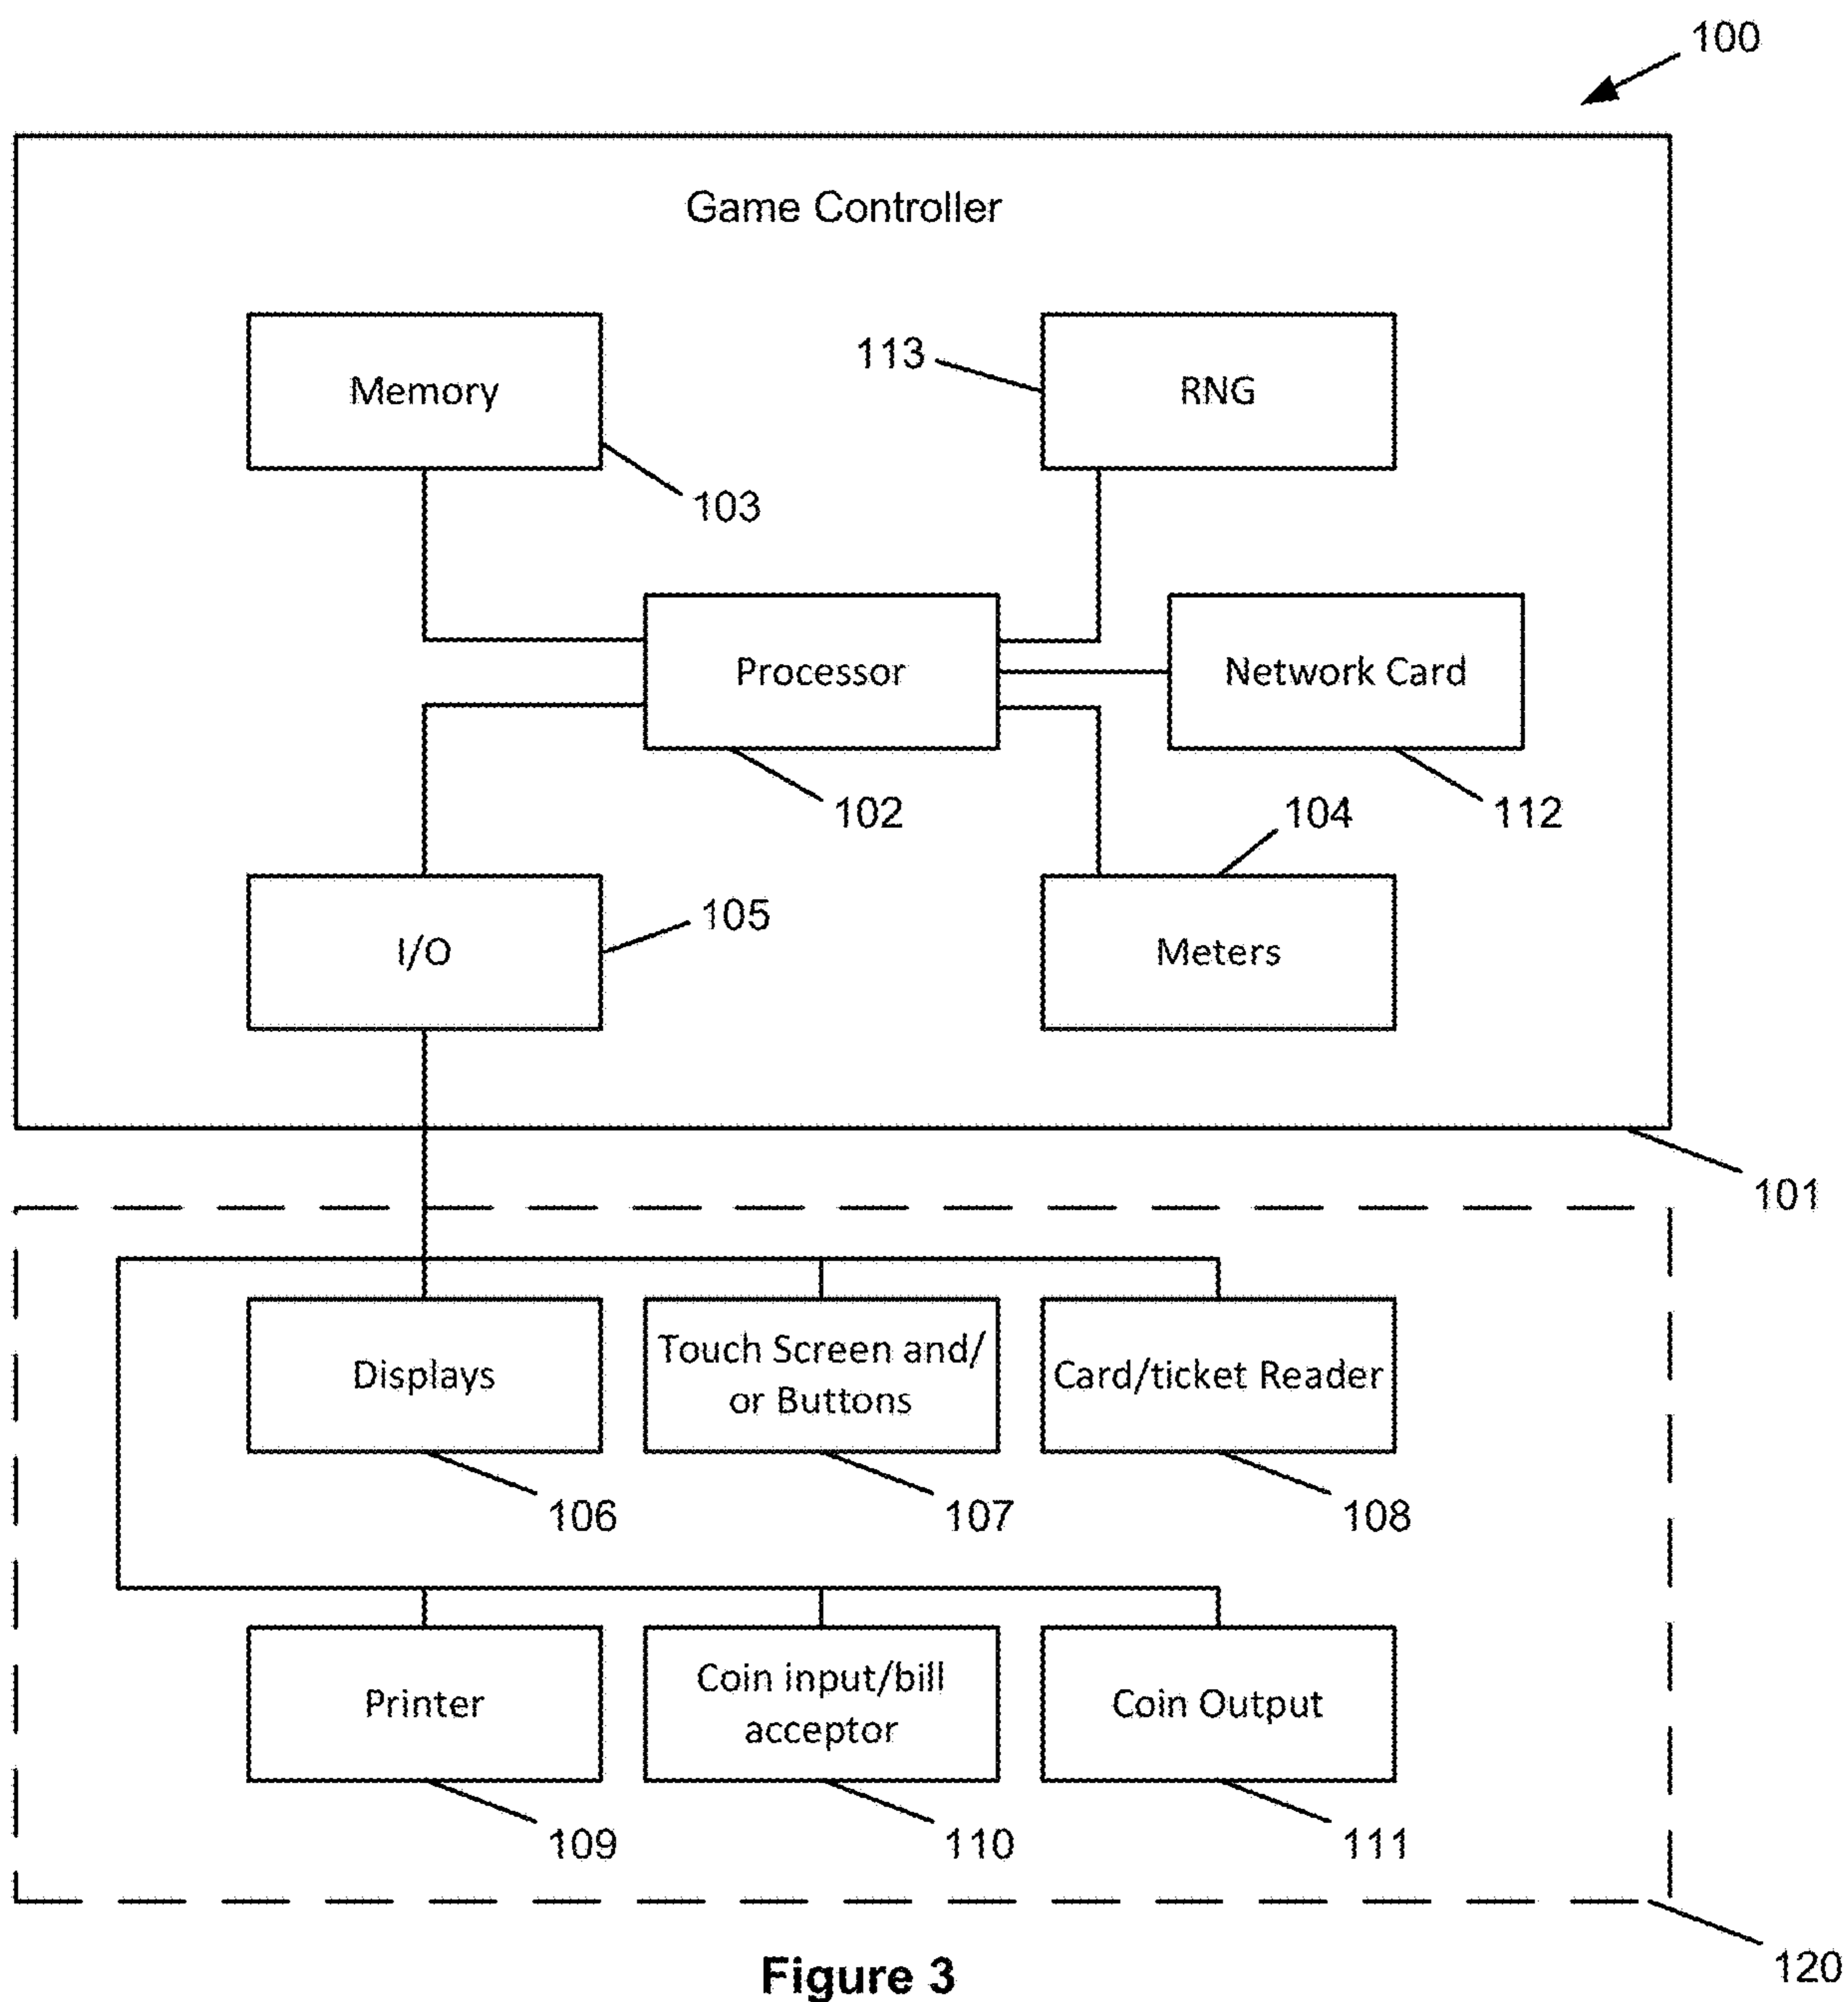 100
Game Controller
Memory
113
RNG
103
Processor
Network Card
102
104
112
I/O
105
Meters
101
Displays
Touch Screen and/
or Buttons
Card/ticket Reader
106
107
108
Printer
Coin input/bill
acceptor
Coin Output
109
110
111
120
Figure 3